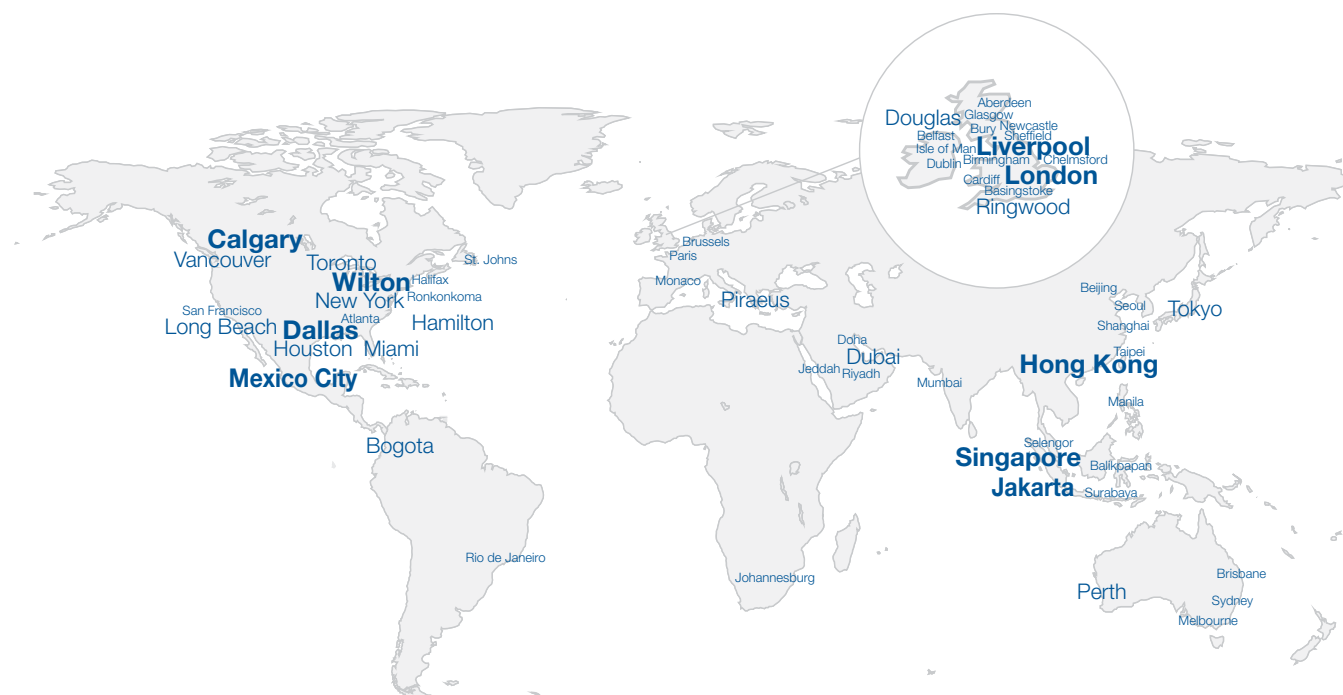 Aberdeen
Glasgow
Douglas
Bury
Newcastle
Belfast
Sheffield
Isle of Man
Liverpool
Dublin
Birmingham
Chelmsford
London
Cardiff
Basingstoke
Ringwood
Calgary
Vancouver
Toronto
St. Johns
Wilton
Halifax
New York
Ronkonkoma
San Francisco
Long Beach
Dallas
Atlanta
Hamilton
Houston
Miami
Mexico City
Bogota
Rio de Janeiro
Brussels
Paris
Monaco
Piraeus
Doha
Dubai
Jeddah
Riyadh
Mumbai
Johannesburg
Beijing
Seoul
Tokyo
Shanghai
Taipei
Hong Kong
Manila
Selengor
Singapore
Balikpapan
Jakarta
Surabaya
Perth
Brisbane
Sydney
Melbourne